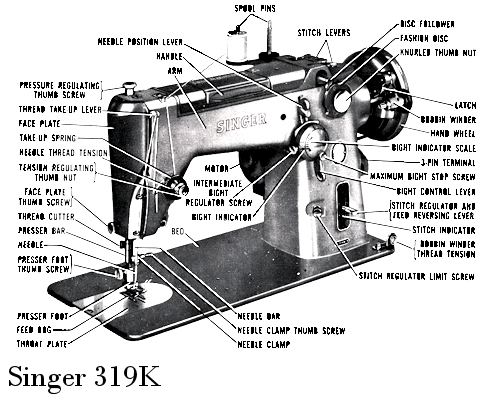 SPOOL PINS
STITCH LEVERS
DISC FOLLOWER
FASHION DISC
KNURLED THUMB NUT
NEEDLE POSITION LEVER
HANDLE
ARM
PRESSURE REGULATING
THUMB SCREW
THREAD TAKE UP LEVER
FACE PLATE
TAKE UP SPRING
NEEDLE THREAD TENSION
TENSION REGULATING
THUMB NUT
FACE PLATE
THUMB SCREW
THREAD CUTTER
PRESSER BAR
NEEDLE
PRESSER FOOT
THUMB SCREW
PRESSER FOOT
FEED DOG
THROAT PLATE
SINGER
MOTOR
INTERMEDIATE
BIGHT
REGULATOR SCREW
BIGHT INDICATOR
BED
LATCH
BOBBIN WINDER
HAND WHEEL
BIGHT INDICATOR SCALE
3-PIN TERMINAL
MAXIMUM BIGHT STOP SCREW
BIGHT CONTROL LEVER
STITCH REGULATOR AND
FEED REVERSING LEVER
STITCH INDICATOR
BOBBIN WINDER
THREAD TENSION
STITCH REGULATOR LIMIT SCREW
NEEDLE BAR
NEEDLE CLAMP THUMB SCREW
NEEDLE CLAMP
Singer 319K